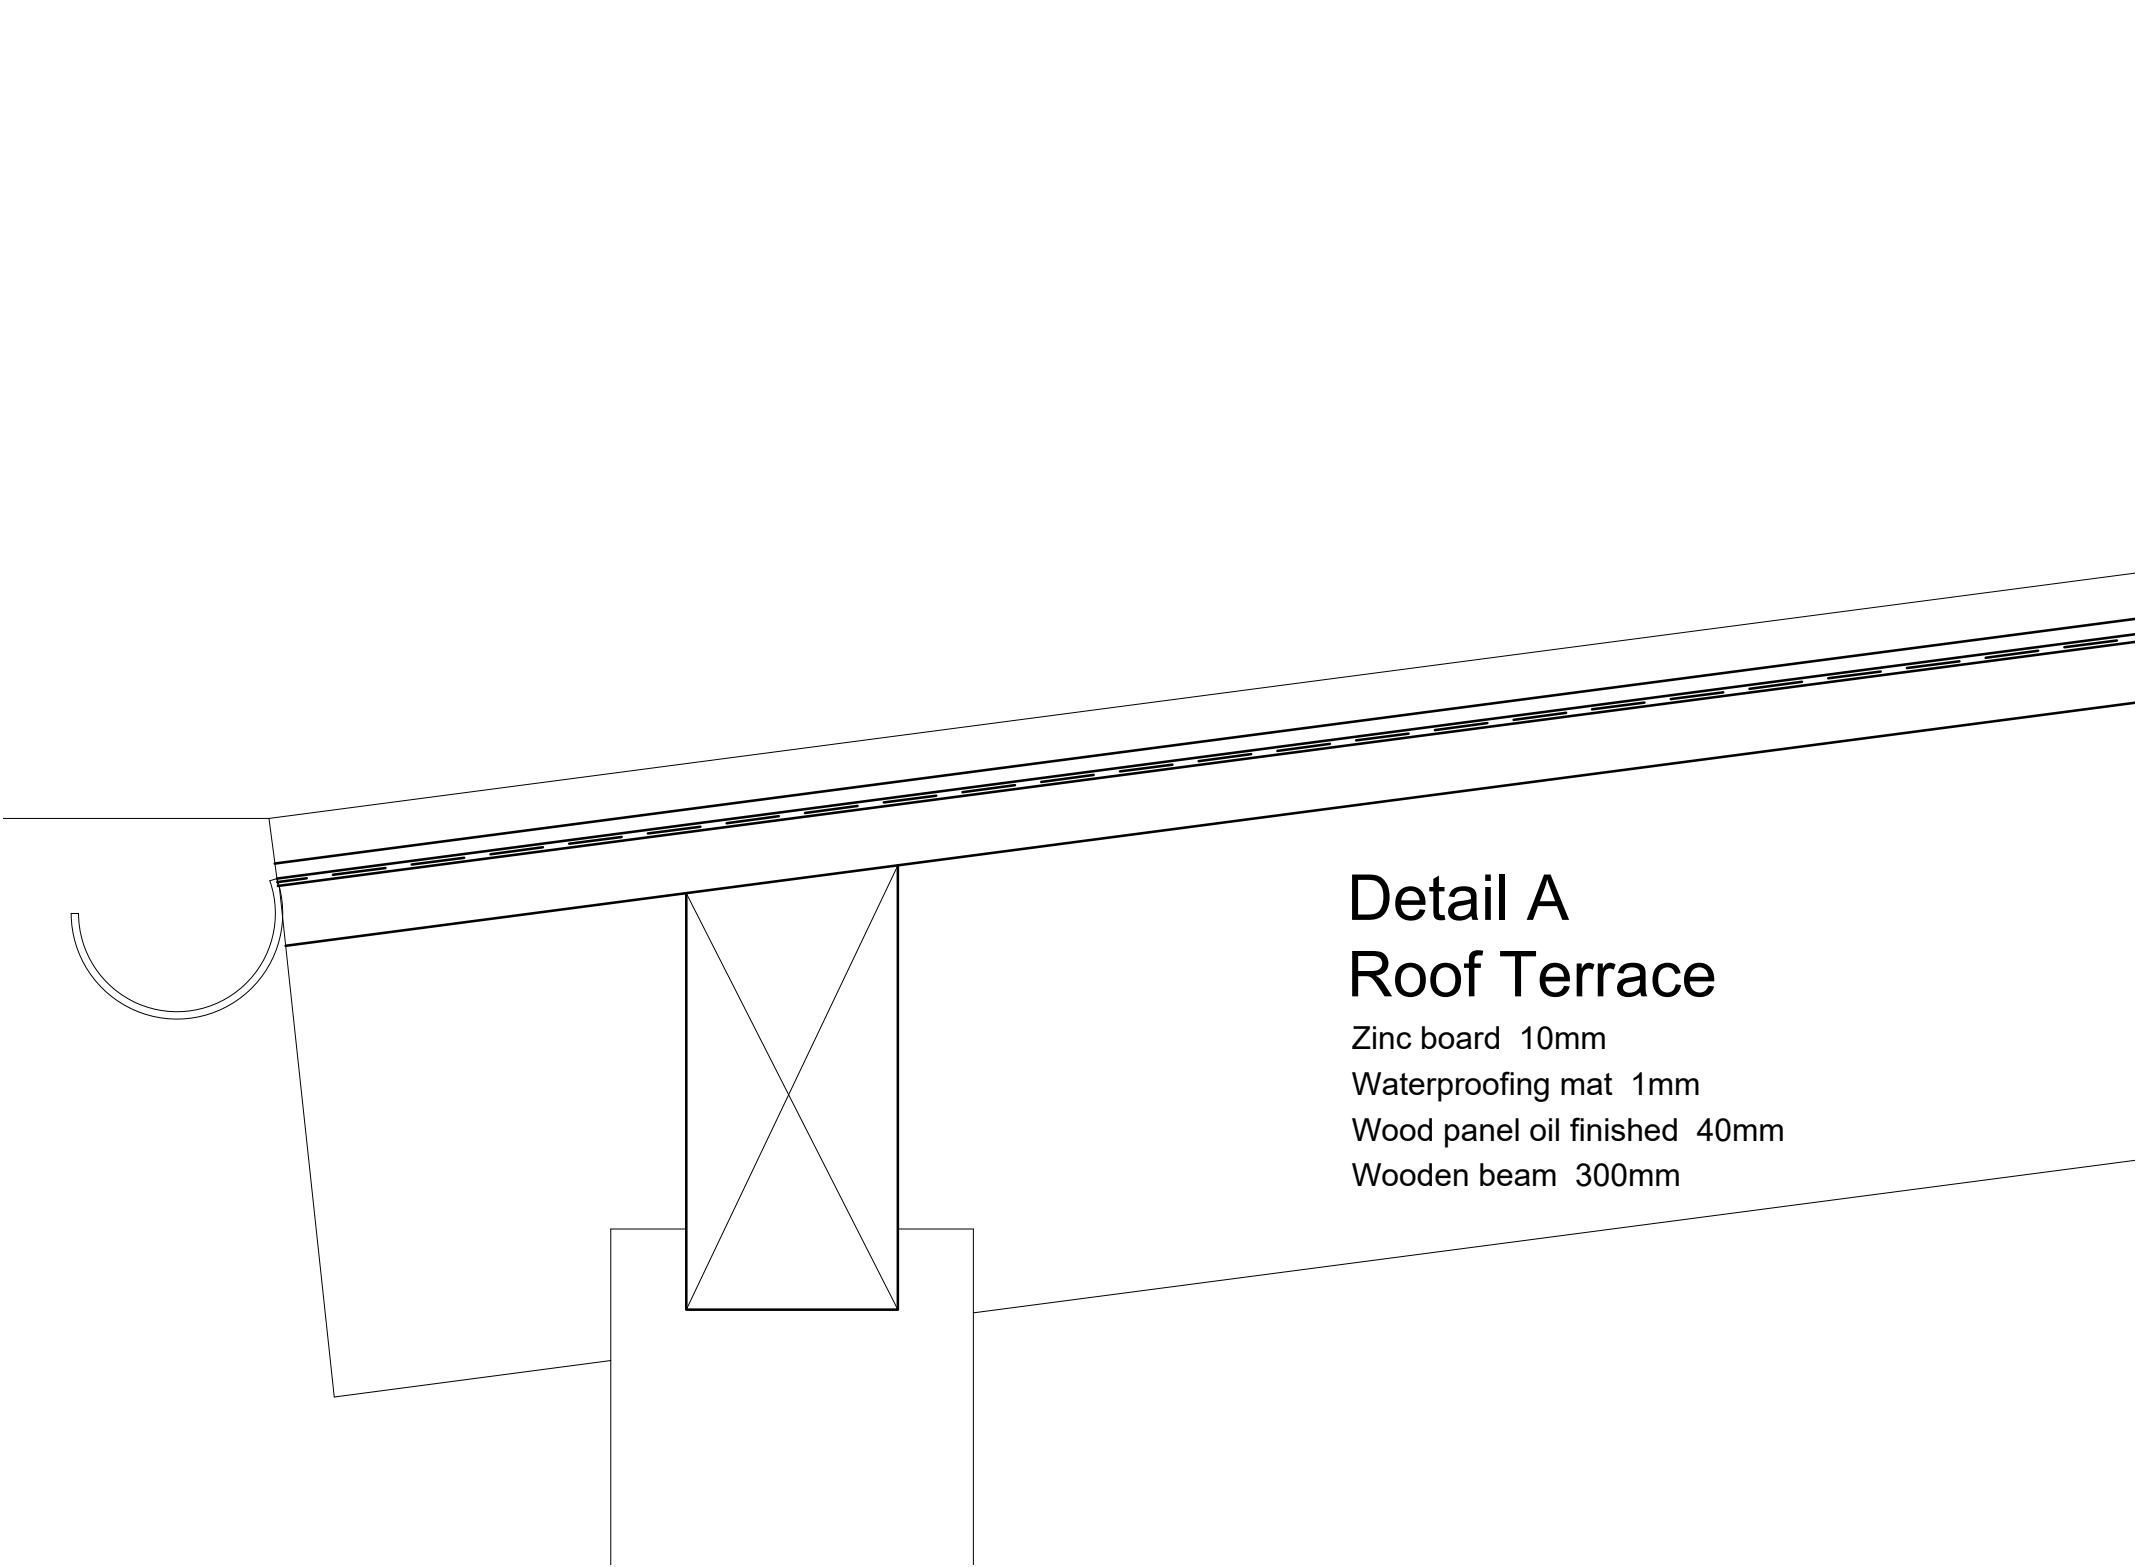 Detail A
Roof Terrace
Zinc board  10mm
Waterproofing mat  1mm
Wood panel oil finished  40mm
Wooden beam  300mm